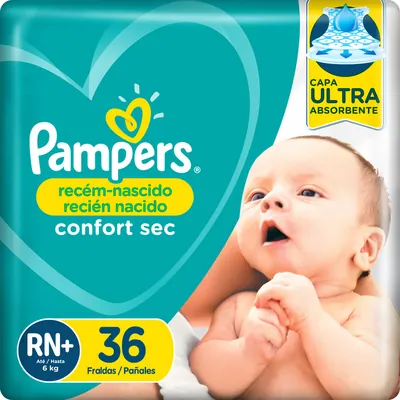 CAPA
ULTRA
ABSORBENTE
Pampers®
recém-nascido
recién nacido
confort sec
RN+
Até / Hasta
6 kg
36
Fraldas / Pañales